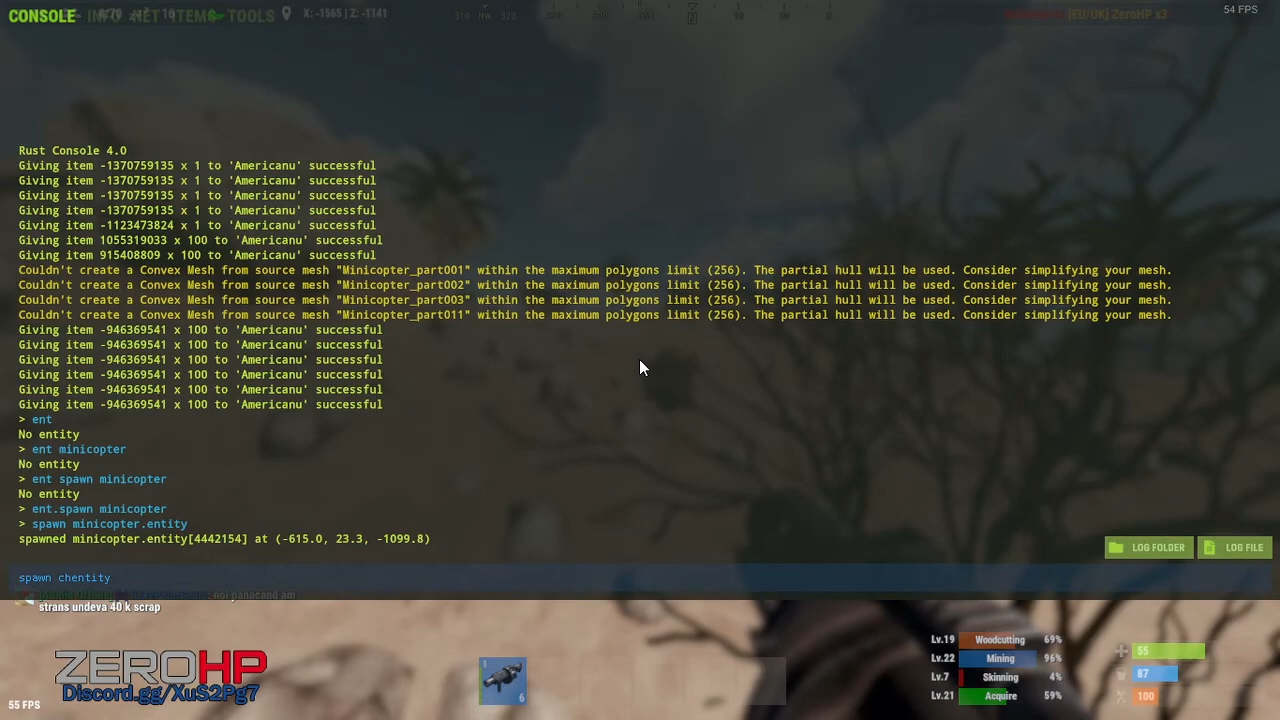 CONSOLE INFO NET ITEMS TOOLS X: -1565 | Z: -1141
310 NW 328
[EU/UK] ZeroHP x3
54 FPS
Rust Console 4.0
Giving item -1370759135 x 1 to 'Americanu' successful
Giving item -1370759135 x 1 to 'Americanu' successful
Giving item -1370759135 x 1 to 'Americanu' successful
Giving item -1370759135 x 1 to 'Americanu' successful
Giving item -1123473824 x 1 to 'Americanu' successful
Giving item 1055319033 x 100 to 'Americanu' successful
Giving item 915408809 x 100 to 'Americanu' successful
Couldn't create a Convex Mesh from source mesh "Minicopter_part001" within the maximum polygons limit (256). The partial hull will be used. Consider simplifying your mesh.
Couldn't create a Convex Mesh from source mesh "Minicopter_part002" within the maximum polygons limit (256). The partial hull will be used. Consider simplifying your mesh.
Couldn't create a Convex Mesh from source mesh "Minicopter_part003" within the maximum polygons limit (256). The partial hull will be used. Consider simplifying your mesh.
Couldn't create a Convex Mesh from source mesh "Minicopter_part011" within the maximum polygons limit (256). The partial hull will be used. Consider simplifying your mesh.
Giving item -946369541 x 100 to 'Americanu' successful
Giving item -946369541 x 100 to 'Americanu' successful
Giving item -946369541 x 100 to 'Americanu' successful
Giving item -946369541 x 100 to 'Americanu' successful
Giving item -946369541 x 100 to 'Americanu' successful
Giving item -946369541 x 100 to 'Americanu' successful
> ent
No entity
> ent minicopter
No entity
> ent spawn minicopter
No entity
> ent.spawn minicopter
> spawn minicopter.entity
spawned minicopter.entity[4442154] at (-615.0, 23.3, -1099.8)
LOG FOLDER LOG FILE
spawn chentity
noi panacand am
strans undeva 40 k scrap
ZEROHP
Discord.gg/XuS2Pg7
55 FPS
6
Lv.19 Woodcutting 69%
Lv.22 Mining 96%
Lv.7 Skinning 4%
Lv.21 Acquire 59%
55
87
100